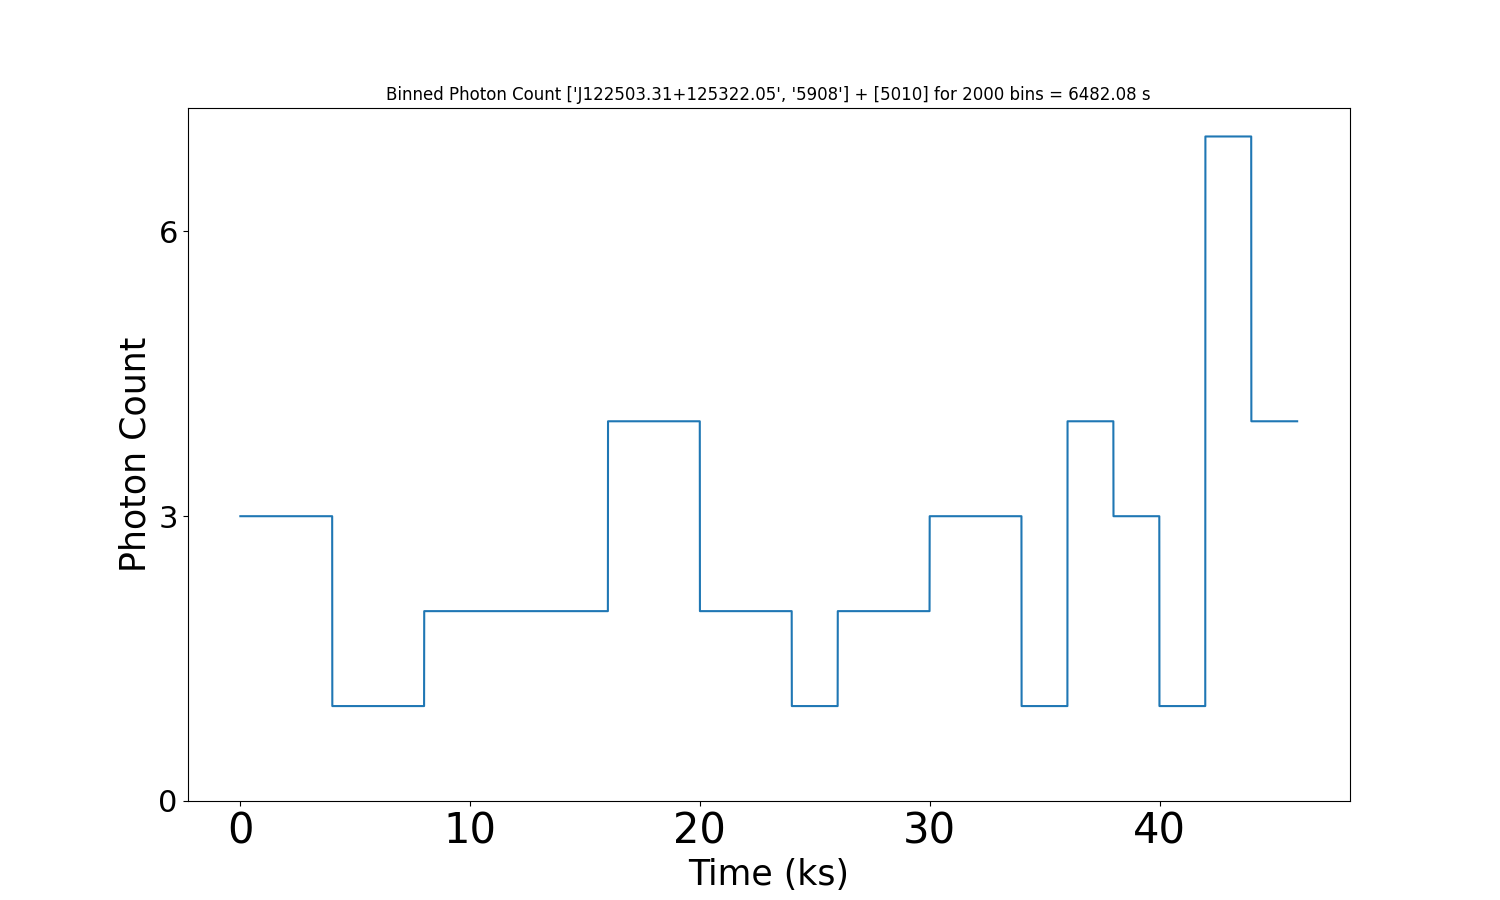 Binned Photon Count ['J122503.31+125322.05', '5908'] + [5010] for 2000 bins = 6482.08 s
6
3
0
Photon Count
0 10 20 30 40
Time (ks)